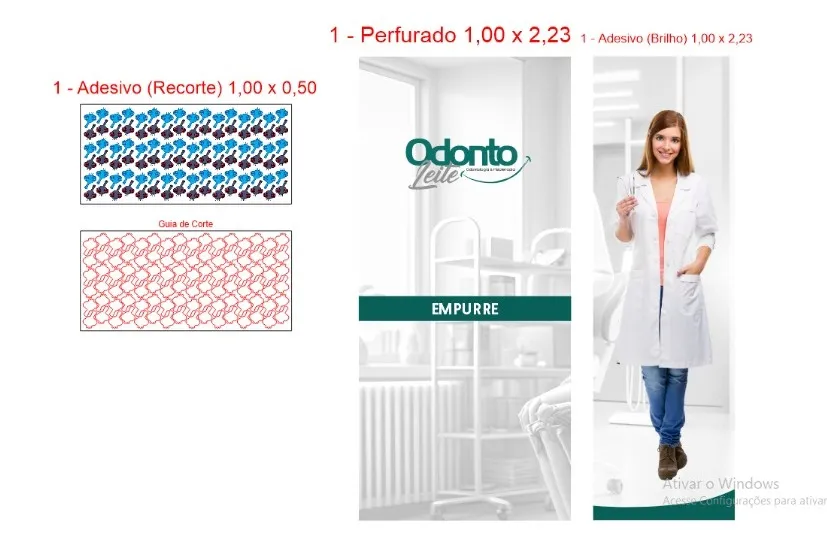 1 - Perfurado 1,00 x 2,23
1 - Adesivo (Brilho) 1,00 x 2,23
1 - Adesivo (Recorte) 1,00 x 0,50
Guia de Corte
Odonto
Leite
EMPURRE
Ativar o Windows
Acesse Configurações para ativar